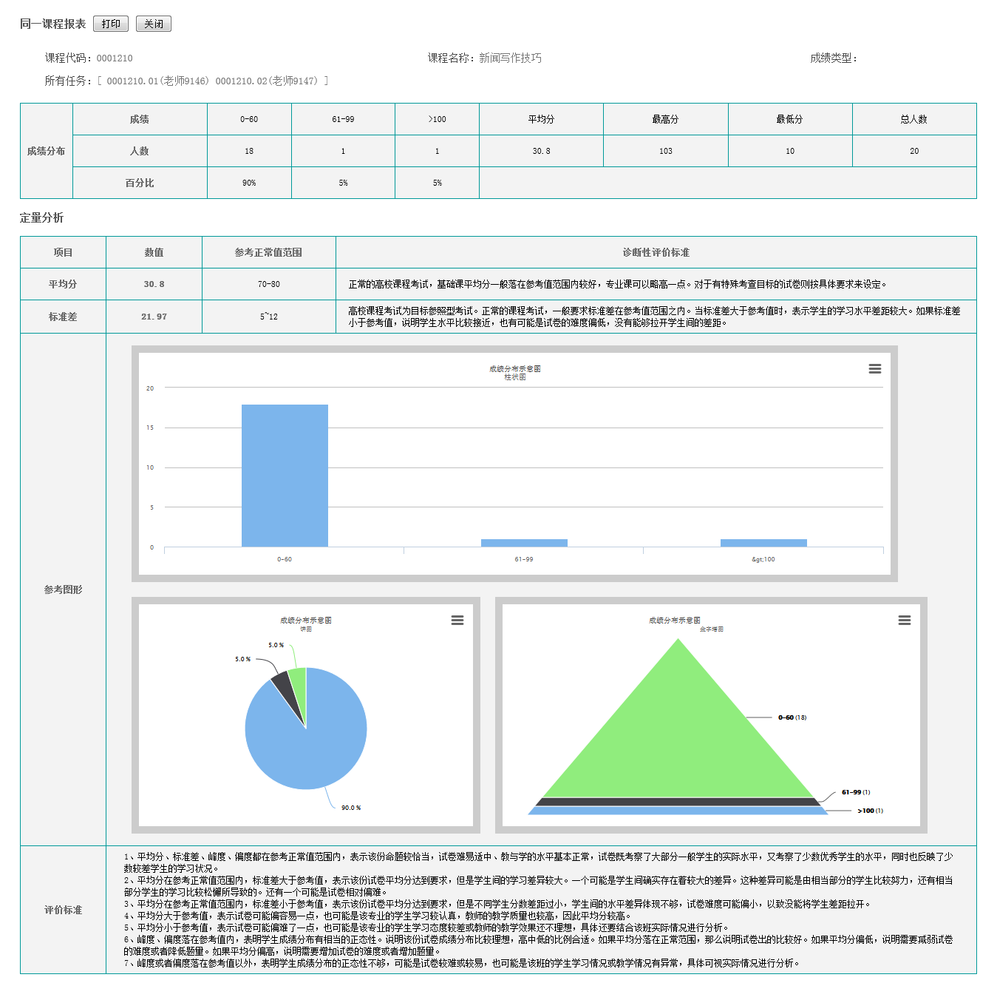 同一课程报表 打印 关闭
课程代码：0001210 课程名称：新闻写作技巧 成绩类型：
所有任务：[ 0001210.01(老师9146) 0001210.02(老师9147) ]
成绩分布 成绩 0-60 61-99 >100 平均分 最高分 最低分 总人数
人数 18 1 1 30.8 103 10 20
百分比 90% 5% 5%
定量分析
项目 数值 参考正常值范围 诊断性评价标准
平均分 30.8 70-80 正常的高校课程考试，基础课平均分一般落在参考值范围内较好，专业课可以略高一点。对于有特殊考查目标的试卷则按具体要求来设定。
标准差 21.97 5~12 高校课程考试为目标参照型考试。正常的课程考试，一般要求标准差在参考值范围之内。当标准差大于参考值时，表示学生的学习水平差距较大。如果标准差
小于参考值，说明学生水平比较接近，也有可能是试卷的难度偏低，没有能够拉开学生间的差距。
参考图形
成绩分布示意图
柱状图
20
15
10
5
0
0-60 61-99 &gt;100
成绩分布示意图
饼图
5.0 %
5.0 %
90.0 %
成绩分布示意图
金字塔图
0-60 (18)
61-99 (1)
>100 (1)
评价标准
1、平均分、标准差、峰度、偏度都在参考正常值范围内，表示该份命题较恰当，试卷难易适中、教与学的水平基本正常，试卷既考察了大部分一般学生的实际水平，又考察了少数优秀学生的水平，同时也反映了少
数较差学生的学习状况。
2、平均分在参考正常值范围内，标准差大于参考值，表示该份试卷平均分达到要求，但是学生间的学习差异较大。一个可能是学生间确实存在着较大的差异。这种差异可能是由相当部分的学生比较努力，还有相当
部分学生的学习比较松懈所导致的。还有一个可能是试卷相对偏难。
3、平均分在参考正常值范围内，标准差小于参考值，表示该份试卷平均分达到要求，但是不同学生分数差距过小，学生间的水平差异体现不够，试卷难度可能偏小，以致没能将学生差距拉开。
4、平均分大于参考值，表示试卷可能偏容易一点，也可能是该专业的学生学习较认真，教师的教学质量也较高，因此平均分较高。
5、平均分小于参考值，表示试卷可能偏难了一点，也可能是该专业的学生学习态度较差或教师的教学效果还不理想，具体还要结合该班实际情况进行分析。
6、峰度、偏度落在参考值内，表明学生成绩分布有相当的正态性。说明该份试卷成绩分布比较理想，高中低的比例合适。如果平均分落在正常范围，那么说明试卷出的比较好。如果平均分偏低，说明需要减弱试卷
的难度或者降低题量。如果平均分偏高，说明需要增加试卷的难度或者增加题量。
7、峰度或者偏度落在参考值以外，表明学生成绩分布的正态性不够，可能是试卷较难或较易，也可能是该班的学生学习情况或教学情况有异常，具体可视实际情况进行分析。